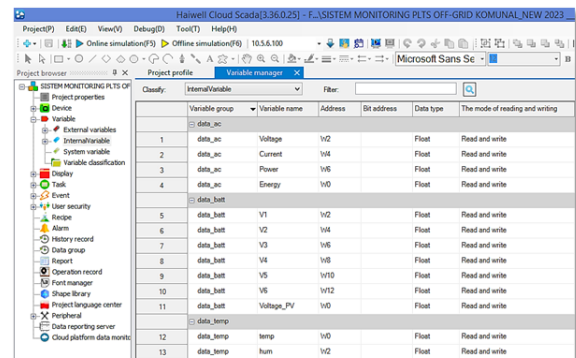 Haiwell Cloud Scada[3.36.0.25] - F...\SISTEM MONITORING PLTS OFF-GRID KOMUNAL_NEW 2023
Project(P) Edit(E) View(V) Debug(D) Tool(T) Help(H)
Online simulation(F5) Offline simulation(F6) 10.5.6.100
Microsoft Sans Se
B
Project browser
Project profile Variable manager
SISTEM MONITORING PLTS OF
Project properties
Device
Variable
External variables
InternalVariable
System variable
Variable classification
Display
Task
Event
User security
Recipe
Alarm
History record
Data group
Report
Operation record
Font manager
Shape library
Project language center
Peripheral
Data reporting server
Cloud platform data monito
Classify: InternalVariable Filter:
Variable group Variable name Address Bit address Data type The mode of reading and writing
data_ac
1 data_ac Voltage W2 Float Read and write
2 data_ac Current W4 Float Read and write
3 data_ac Power W6 Float Read and write
4 data_ac Energy W0 Float Read and write
data_batt
5 data_batt V1 W2 Float Read and write
6 data_batt V2 W4 Float Read and write
7 data_batt V3 W6 Float Read and write
8 data_batt V4 W8 Float Read and write
9 data_batt V5 W10 Float Read and write
10 data_batt V6 W12 Float Read and write
11 data_batt Voltage_PV W0 Float Read and write
data_temp
12 data_temp temp W0 Float Read and write
13 data_temp hum W2 Float Read and write